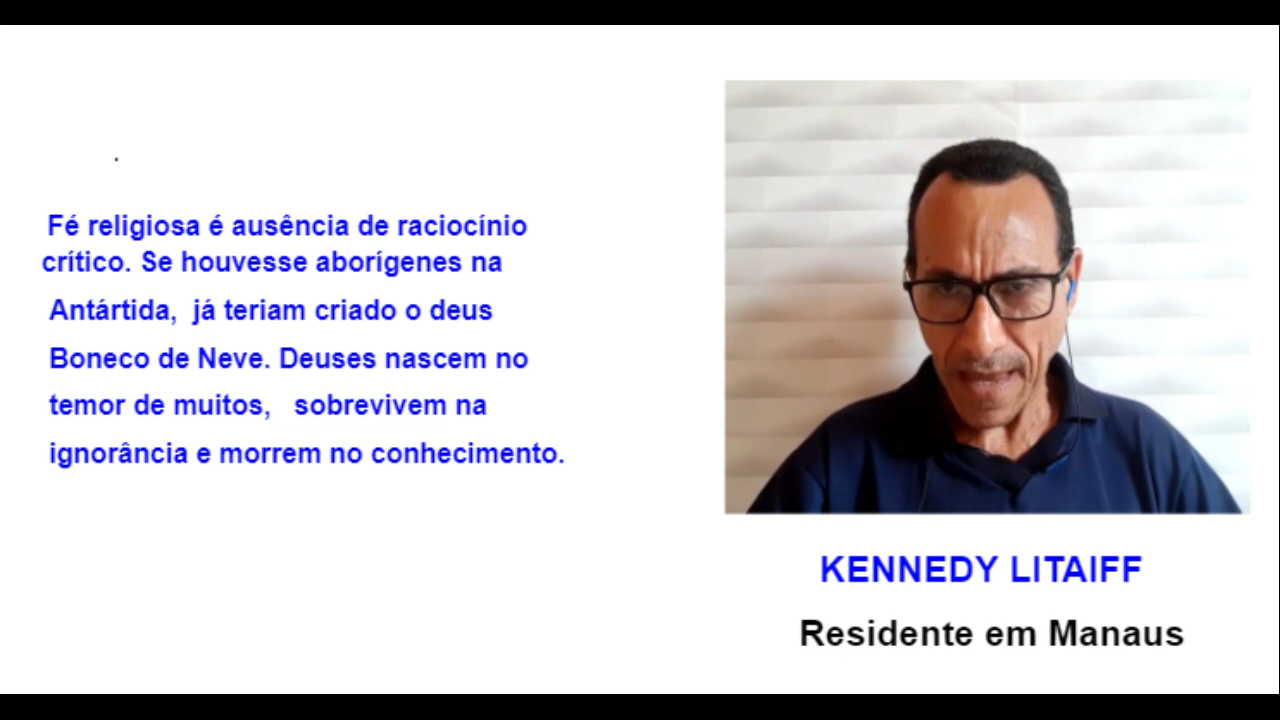 Fé religiosa é ausência de raciocínio
crítico. Se houvesse aborígenes na
Antártida, já teriam criado o deus
Boneco de Neve. Deuses nascem no
temor de muitos, sobrevivem na
ignorância e morrem no conhecimento.
KENNEDY LITAIFF
Residente em Manaus